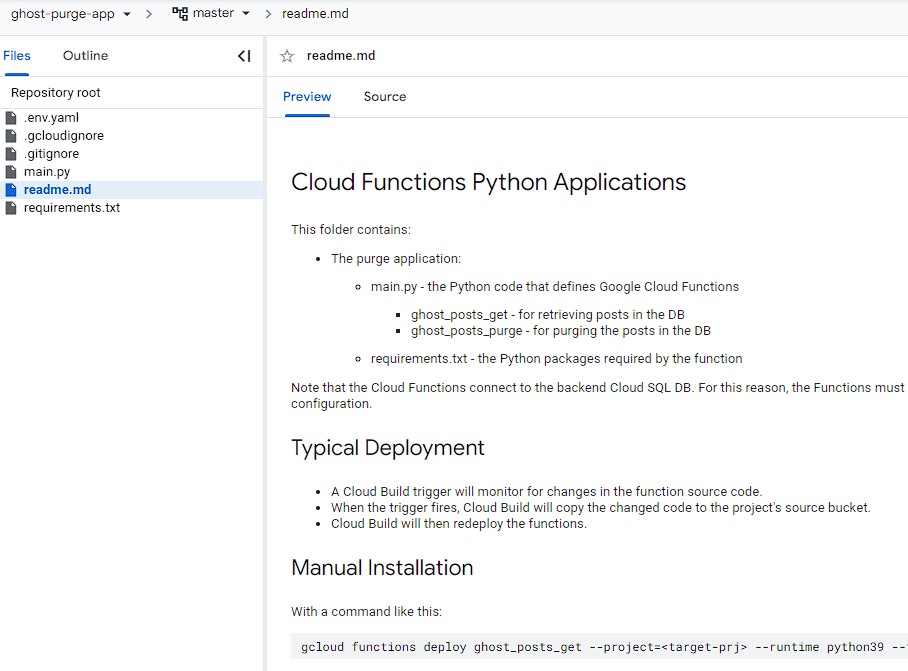 ghost-purge-app master readme.md
Files Outline
readme.md
Repository root
Preview Source
.env.yaml
.gcloudignore
.gitignore
main.py
readme.md
requirements.txt
Cloud Functions Python Applications
This folder contains:
The purge application:
main.py - the Python code that defines Google Cloud Functions
ghost_posts_get - for retrieving posts in the DB
ghost_posts_purge - for purging the posts in the DB
requirements.txt - the Python packages required by the function
Note that the Cloud Functions connect to the backend Cloud SQL DB. For this reason, the Functions must
configuration.
Typical Deployment
A Cloud Build trigger will monitor for changes in the function source code.
When the trigger fires, Cloud Build will copy the changed code to the project's source bucket.
Cloud Build will then redeploy the functions.
Manual Installation
With a command like this:
gcloud functions deploy ghost_posts_get --project=<target-prj> --runtime python39 --